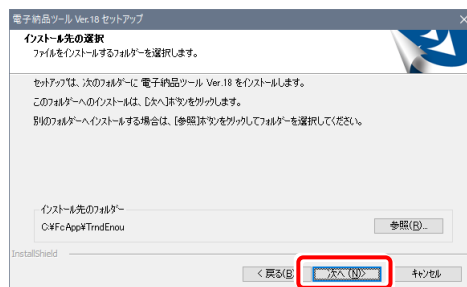 電子納品ツール Ver.18 セットアップ
インストール先の選択
ファイルをインストールするフォルダーを選択します。
セットアップは、次のフォルダーに 電子納品ツール Ver.18 をインストールします。
このフォルダーへのインストールは、[次へ]ボタンをクリックします。
別のフォルダーへインストールする場合は、[参照]ボタンをクリックしてフォルダーを選択してください。
インストール先のフォルダー
C:¥FcApp¥TrndEnou
参照(R)...
InstallShield
< 戻る(B)
次へ(N)>
キャンセル